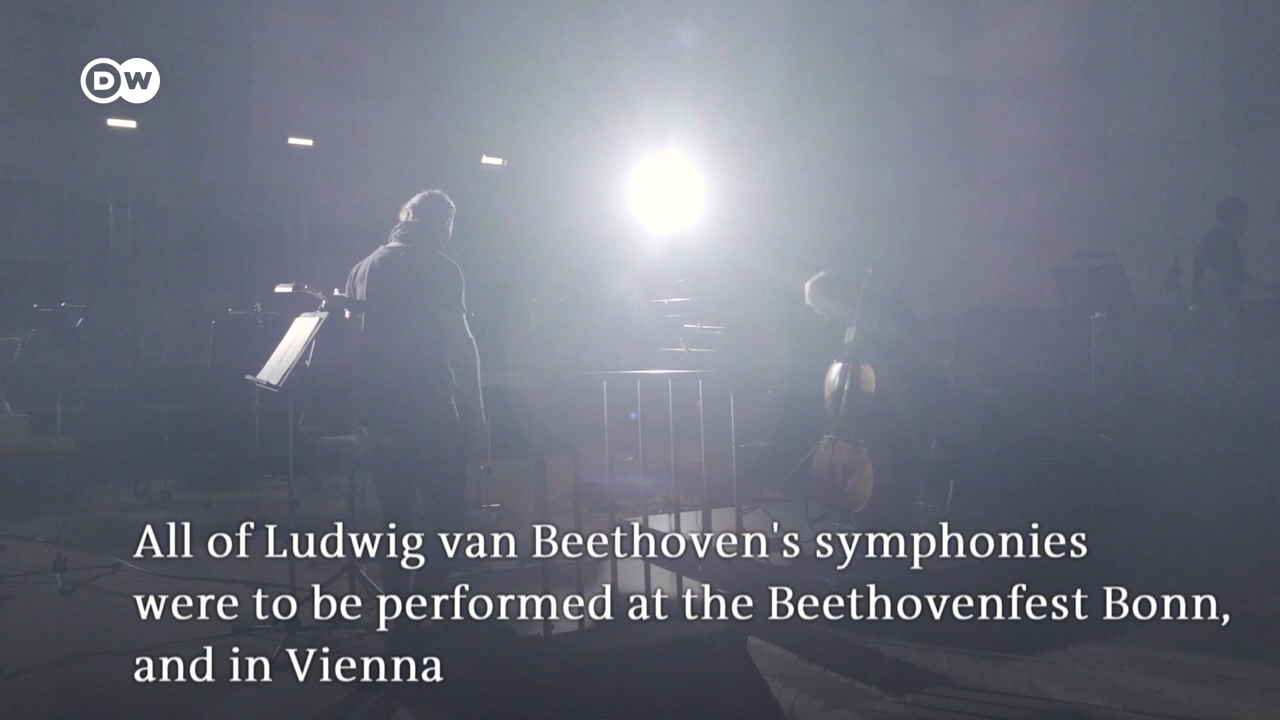 DW
All of Ludwig van Beethoven's symphonies
were to be performed at the Beethovenfest Bonn,
and in Vienna